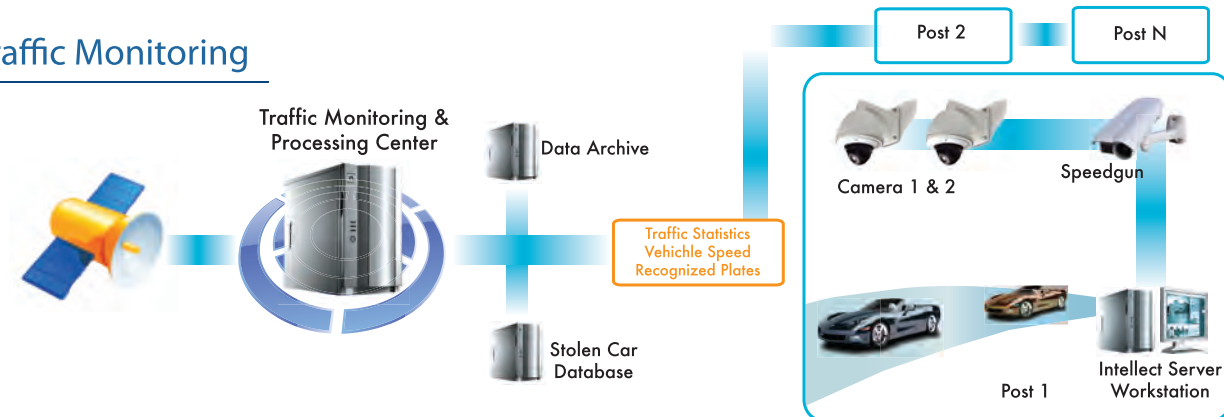 raffic Monitoring
Traffic Monitoring &
Processing Center
Data Archive
Stolen Car
Database
Traffic Statistics
Vehichle Speed
Recognized Plates
Post 2
Post N
Camera 1 & 2
Speedgun
Post 1
Intellect Server
Workstation